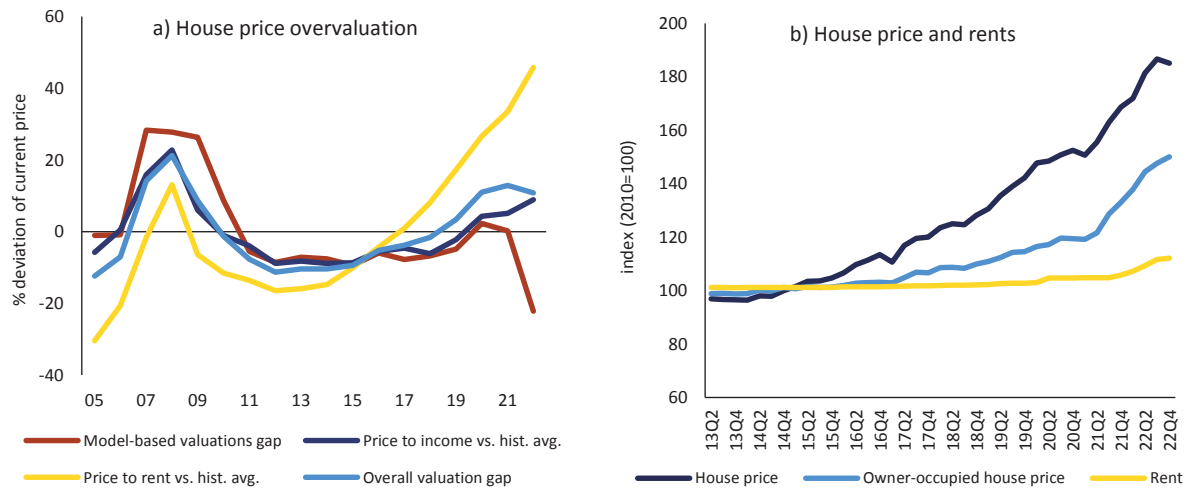 a) House price overvaluation
% deviation of current price
60
40
20
0
-20
-40
05
07
09
11
13
15
17
19
21
Model-based valuations gap
Price to income vs. hist. avg.
Price to rent vs. hist. avg.
Overall valuation gap
b) House price and rents
index (2010=100)
200
180
160
140
120
100
80
60
13Q2
13Q4
14Q2
14Q4
15Q2
15Q4
16Q2
16Q4
17Q2
17Q4
18Q2
18Q4
19Q2
19Q4
20Q2
20Q4
21Q2
21Q4
22Q2
22Q4
House price
Owner-occupied house price
Rent